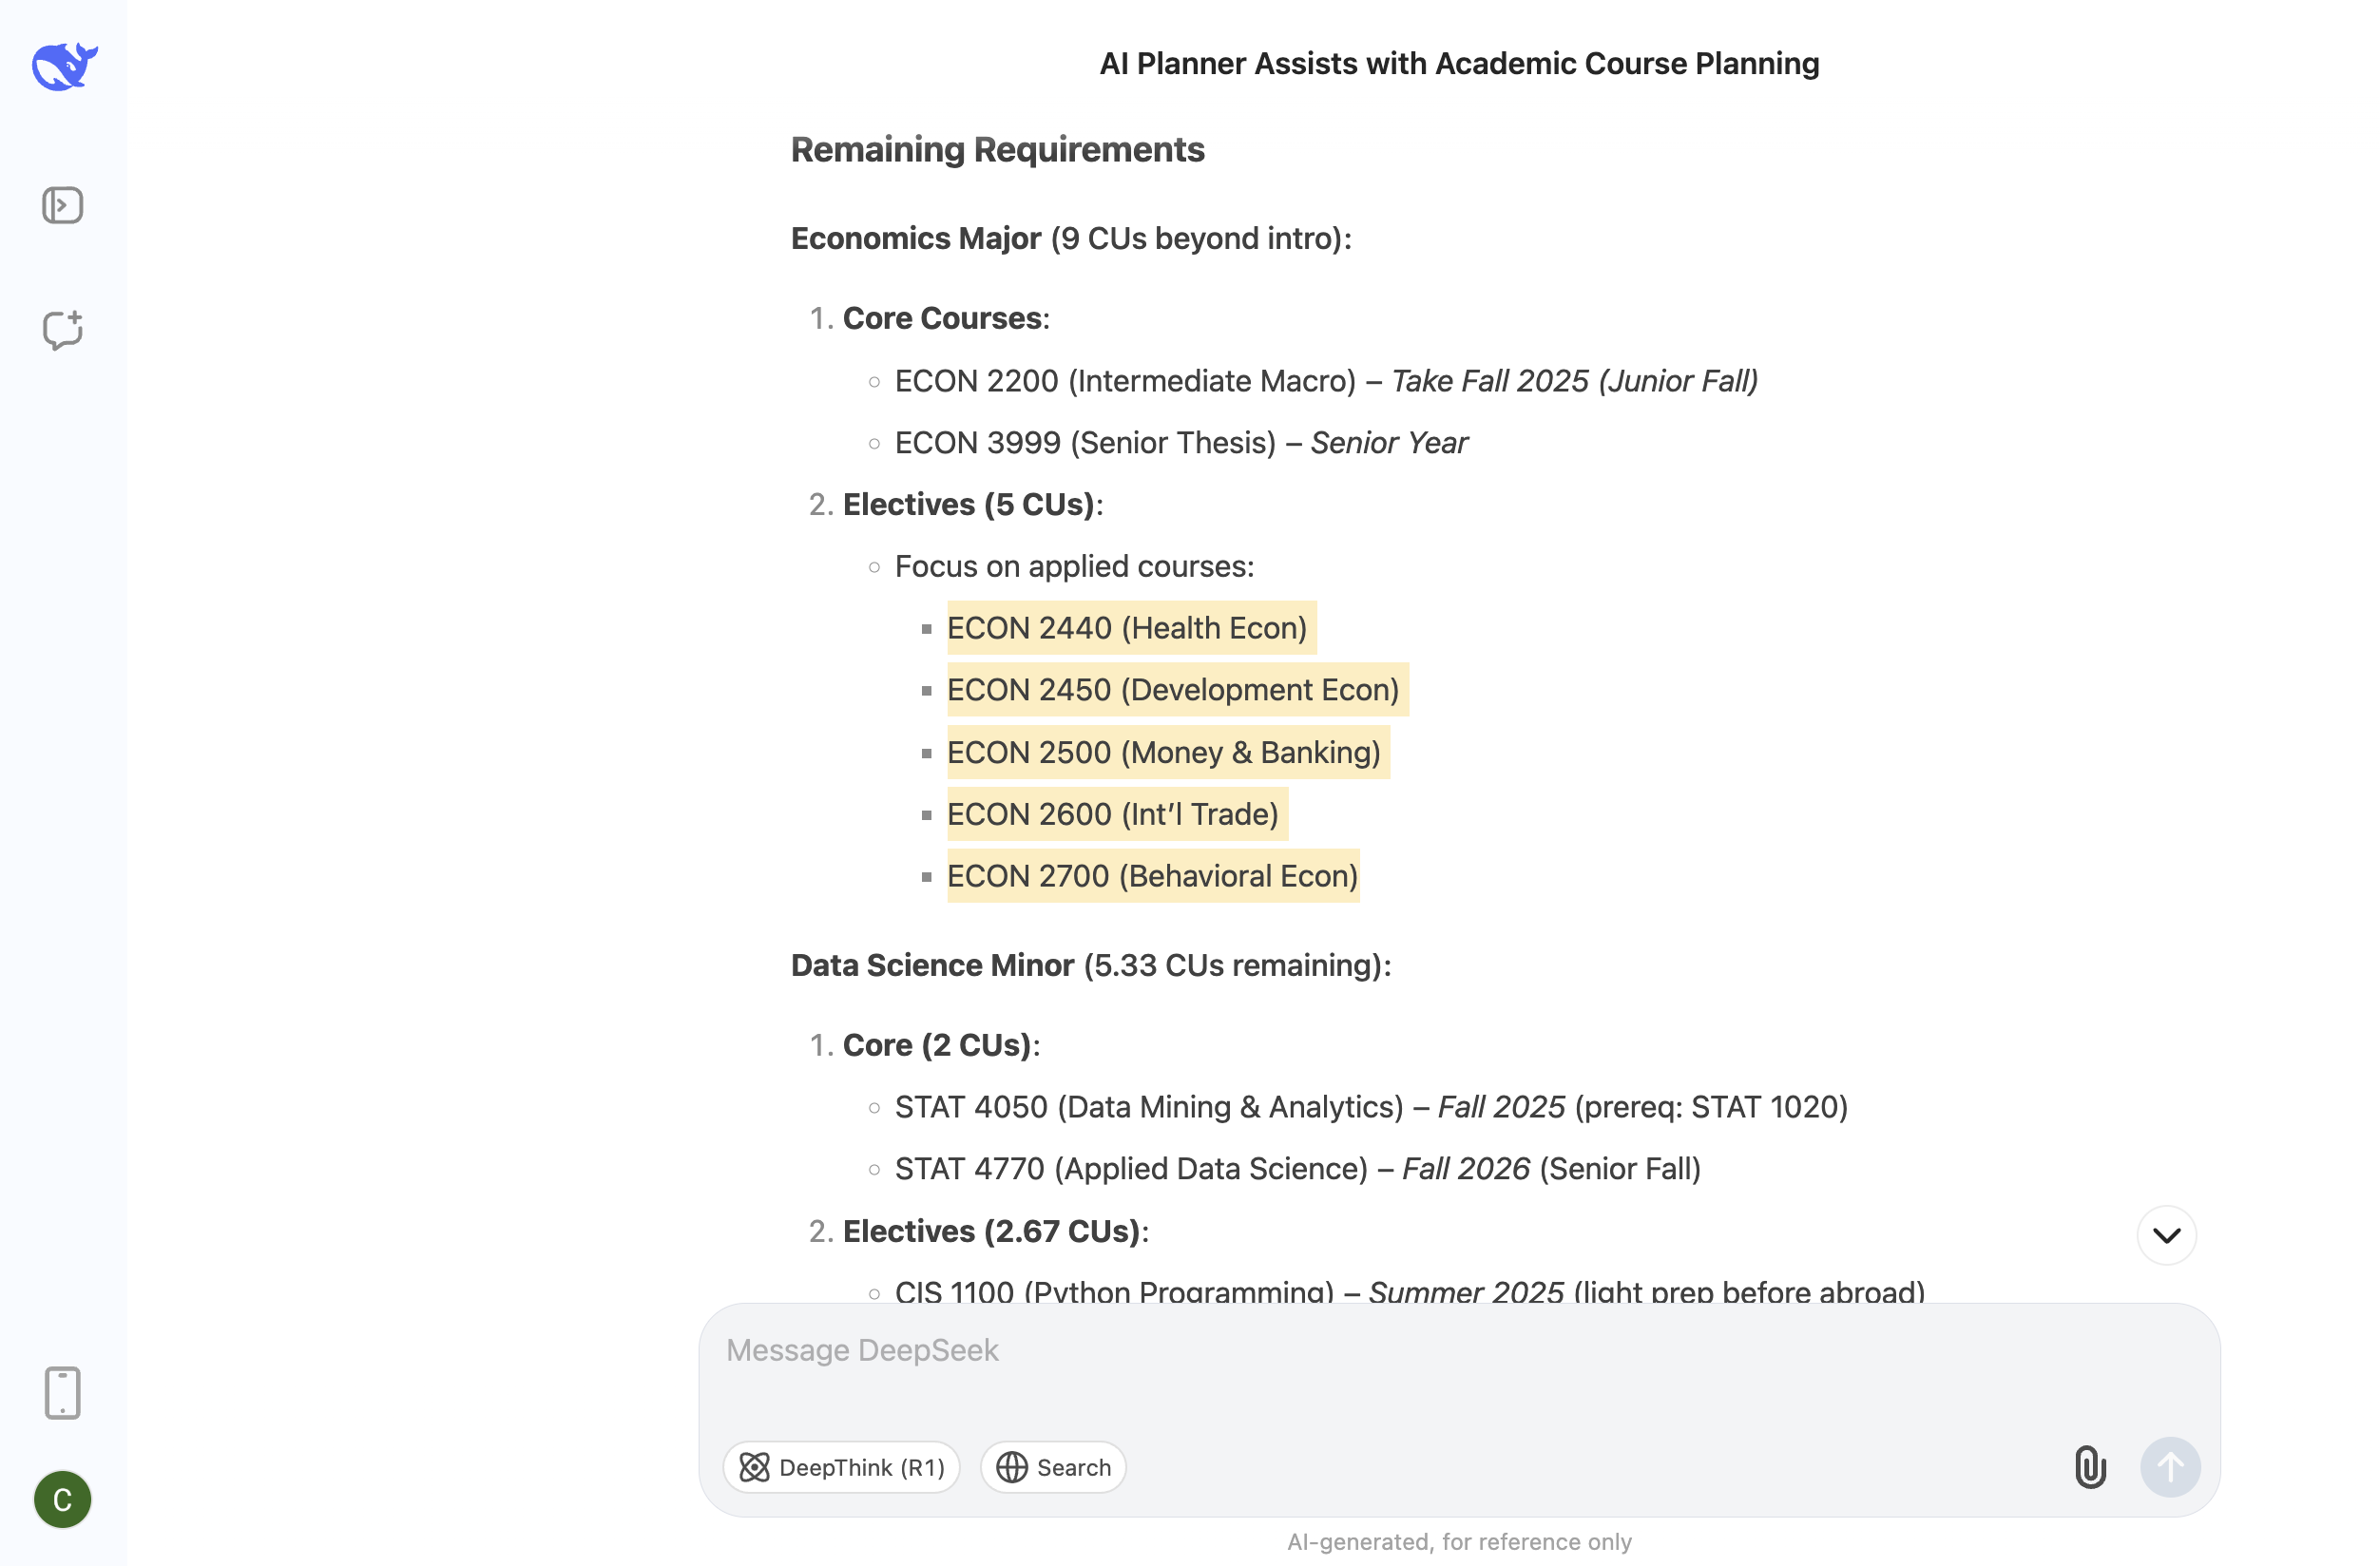 AI Planner Assists with Academic Course Planning
Remaining Requirements
Economics Major (9 CUs beyond intro):
1. Core Courses:
ECON 2200 (Intermediate Macro) – Take Fall 2025 (Junior Fall)
ECON 3999 (Senior Thesis) – Senior Year
2. Electives (5 CUs):
Focus on applied courses:
ECON 2440 (Health Econ)
ECON 2450 (Development Econ)
ECON 2500 (Money & Banking)
ECON 2600 (Int’l Trade)
ECON 2700 (Behavioral Econ)
Data Science Minor (5.33 CUs remaining):
1. Core (2 CUs):
STAT 4050 (Data Mining & Analytics) – Fall 2025 (prereq: STAT 1020)
STAT 4770 (Applied Data Science) – Fall 2026 (Senior Fall)
2. Electives (2.67 CUs):
CIS 1100 (Python Programming) – Summer 2025 (light prep before abroad)
Message DeepSeek
DeepThink (R1) Search
C
AI-generated, for reference only